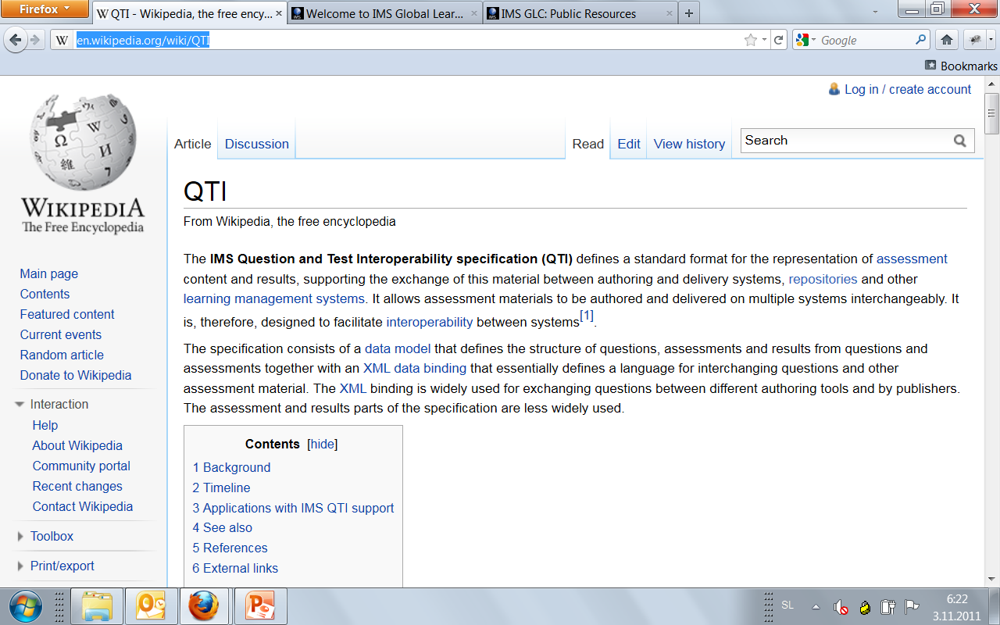 Firefox
QTI - Wikipedia, the free ency...
Welcome to IMS Global Lear...
IMS GLC: Public Resources
en.wikipedia.org/wiki/QTI
Google
Bookmarks
Log in / create account
Article
Discussion
Read
Edit
View history
Search
WIKIPEDIA
The Free Encyclopedia
Main page
Contents
Featured content
Current events
Random article
Donate to Wikipedia
Interaction
Help
About Wikipedia
Community portal
Recent changes
Contact Wikipedia
Toolbox
Print/export
QTI
From Wikipedia, the free encyclopedia
The IMS Question and Test Interoperability specification (QTI) defines a standard format for the representation of assessment
content and results, supporting the exchange of this material between authoring and delivery systems, repositories and other
learning management systems. It allows assessment materials to be authored and delivered on multiple systems interchangeably. It
is, therefore, designed to facilitate interoperability between systems[1].
The specification consists of a data model that defines the structure of questions, assessments and results from questions and
assessments together with an XML data binding that essentially defines a language for interchanging questions and other
assessment material. The XML binding is widely used for exchanging questions between different authoring tools and by publishers.
The assessment and results parts of the specification are less widely used.
Contents [hide]
1 Background
2 Timeline
3 Applications with IMS QTI support
4 See also
5 References
6 External links
SL
6:22
3.11.2011